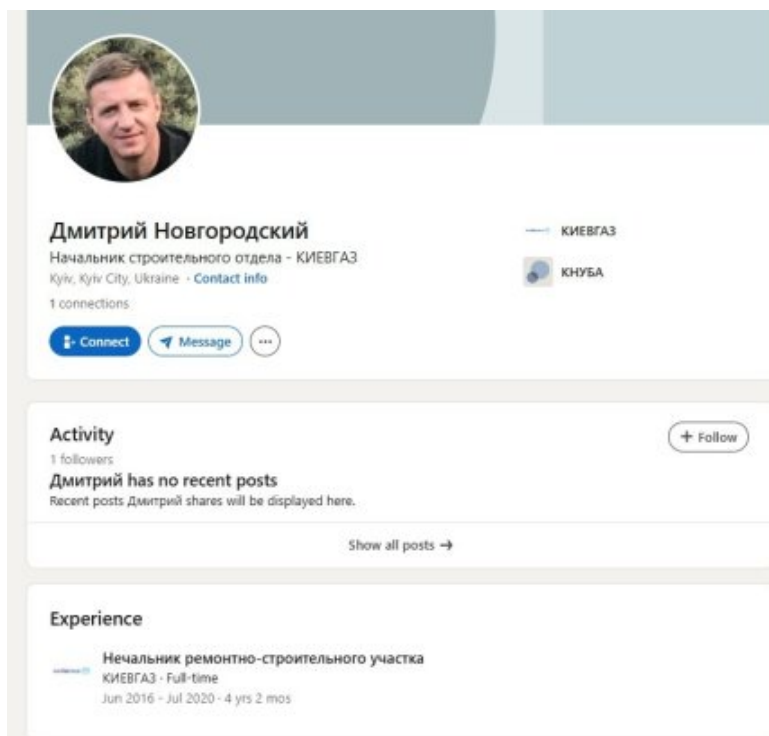 Дмитрий Новгородский
Начальник строительного отдела - КИЕВГАЗ
Kyiv, Kyiv City, Ukraine · Contact info
1 connections
Connect
Message
КИЕВГАЗ
КНУБА
Activity
Follow
1 followers
Дмитрий has no recent posts
Recent posts Дмитрий shares will be displayed here.
Show all posts →
Experience
Нечальник ремонтно-строительного участка
КИЕВГАЗ · Full-time
Jun 2016 - Jul 2020 · 4 yrs 2 mos